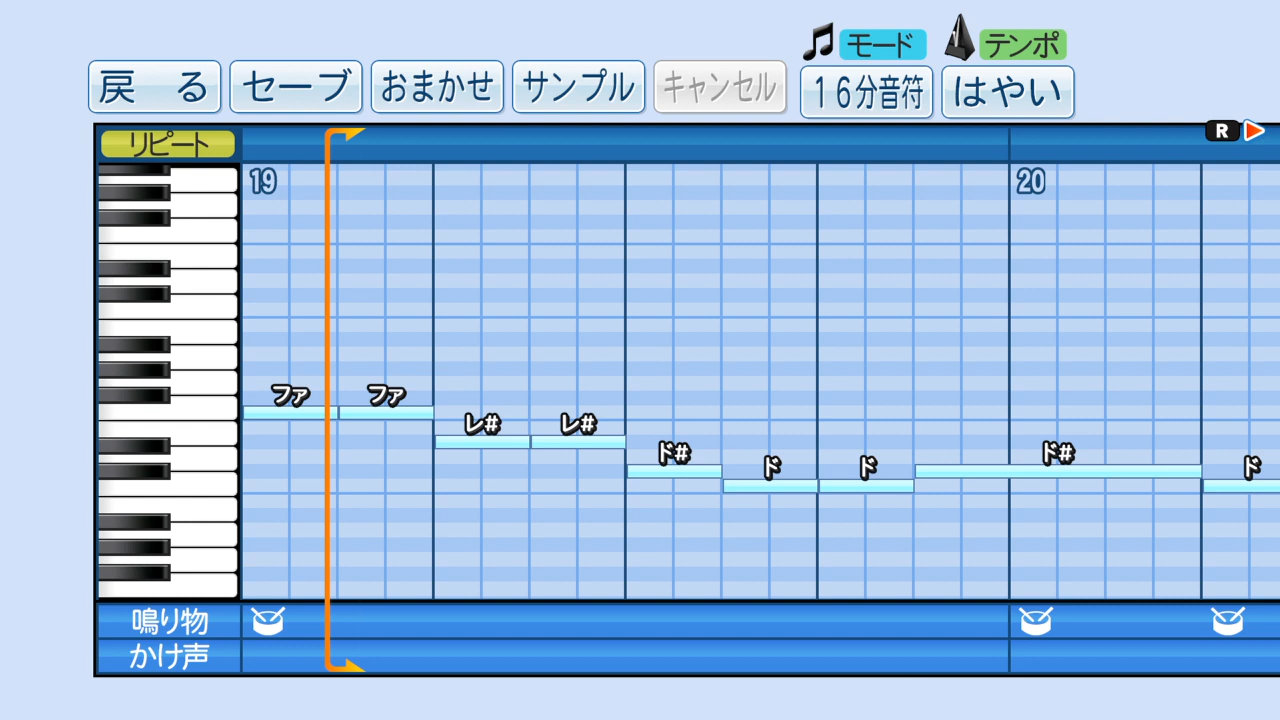 モード テンポ
戻 る セーブ おまかせ サンプル キャンセル 16分音符 はやい
リピート R
19 20
ファ ファ
レ# レ#
ド# ド#
ド ド ド
鳴り物
かけ声